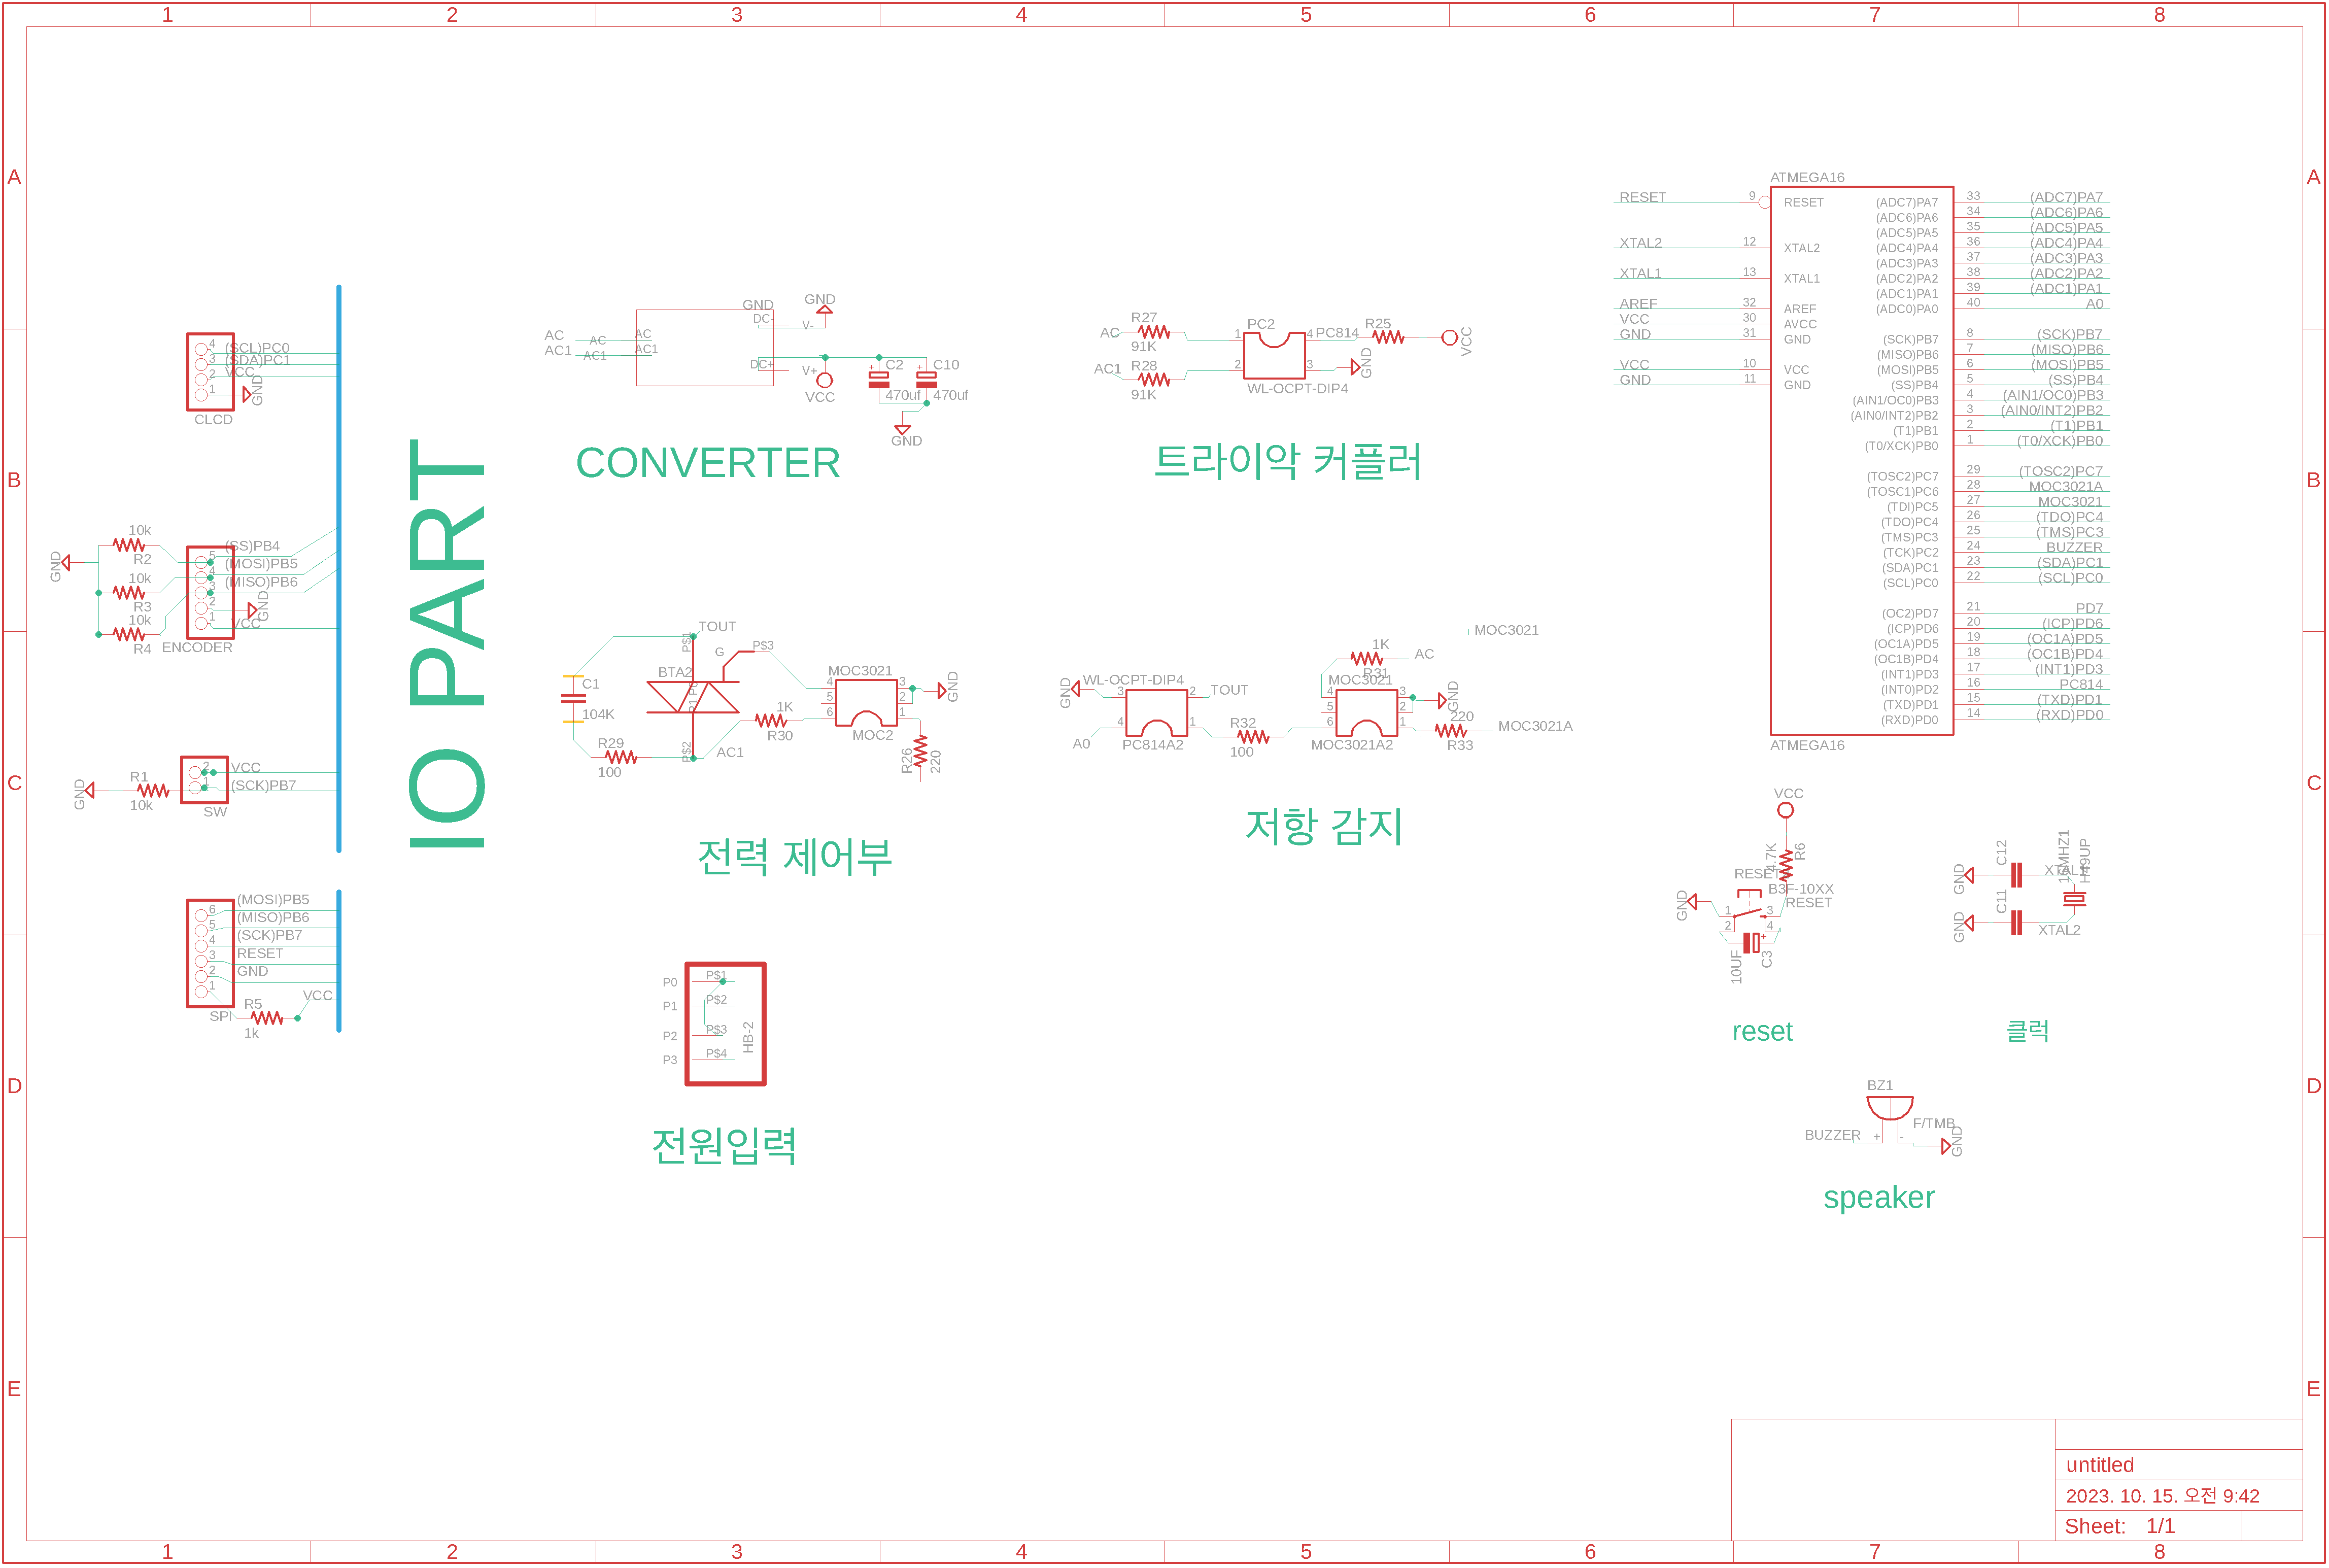 1 2 3 4 5 6 7 8
A A
B B
C C
D D
E E
4 (SCL)PC0
3 (SDA)PC1
2 VCC
1 GND
CLCD
10k
R2
10k
R3
10k
R4
GND
5 (SS)PB4
4 (MOSI)PB5
3 (MISO)PB6
2 GND
1 VCC
ENCODER
GND
R1
10k
2 VCC
1 (SCK)PB7
SW
6 (MOSI)PB5
5 (MISO)PB6
4 (SCK)PB7
3 RESET
2 GND
1 VCC
SPI
R5
1k
IO PART
AC AC AC
AC1 AC1 AC1
GND
DC-
V-
GND
DC+
V+
VCC
C2
470uf
C10
470uf
GND
CONVERTER
AC
R27
91K
AC1
R28
91K
1 PC2 4 PC814
2 3
WL-OCPT-DIP4
R25
VCC
GND
트라이악 커플러
TOUT
P$1
G
P$3
BTA2
C1
104K
R29
100
P$2
AC1
1K
R30
MOC3021
4 3
5 2
6 1
MOC2
GND
R26
220
전력 제어부
GND
WL-OCPT-DIP4
3 2
4 1
PC814A2
TOUT
A0
R32
100
1K
R31
AC
MOC3021
4 3
5 2
6 1
MOC3021A2
GND
220
R33
MOC3021A
MOC3021
저항 감지
P0 P$1
P1 P$2
P2 P$3
P3 P$4
HB-2
전원입력
ATMEGA16
RESET 9 RESET
XTAL2 12 XTAL2
XTAL1 13 XTAL1
AREF 32 AREF
VCC 30 AVCC
GND 31 GND
VCC 10 VCC
GND 11 GND
(ADC7)PA7 33 (ADC7)PA7
(ADC6)PA6 34 (ADC6)PA6
(ADC5)PA5 35 (ADC5)PA5
(ADC4)PA4 36 (ADC4)PA4
(ADC3)PA3 37 (ADC3)PA3
(ADC2)PA2 38 (ADC2)PA2
(ADC1)PA1 39 (ADC1)PA1
(ADC0)PA0 40 A0
(SCK)PB7 8 (SCK)PB7
(MISO)PB6 7 (MISO)PB6
(MOSI)PB5 6 (MOSI)PB5
(SS)PB4 5 (SS)PB4
(AIN1/OC0)PB3 4 (AIN1/OC0)PB3
(AIN0/INT2)PB2 3 (AIN0/INT2)PB2
(T1)PB1 2 (T1)PB1
(T0/XCK)PB0 1 (T0/XCK)PB0
(TOSC2)PC7 29 (TOSC2)PC7
(TOSC1)PC6 28 MOC3021A
(TDI)PC5 27 MOC3021
(TDO)PC4 26 (TDO)PC4
(TMS)PC3 25 (TMS)PC3
(TCK)PC2 24 BUZZER
(SDA)PC1 23 (SDA)PC1
(SCL)PC0 22 (SCL)PC0
(OC2)PD7 21 PD7
(ICP)PD6 20 (ICP)PD6
(OC1A)PD5 19 (OC1A)PD5
(OC1B)PD4 18 (OC1B)PD4
(INT1)PD3 17 (INT1)PD3
(INT0)PD2 16 PC814
(TXD)PD1 15 (TXD)PD1
(RXD)PD0 14 (RXD)PD0
ATMEGA16
VCC
4.7K
R6
RESET
B3F-10XX
RESET
GND
1 3
2 4
+
10UF
C3
reset
GND
C12
GND
C11
XTAL2
H49UP
클럭
BZ1
F/TMB
BUZZER + -
GND
speaker
untitled
2023. 10. 15. 오전 9:42
Sheet: 1/1
1 2 3 4 5 6 7 8